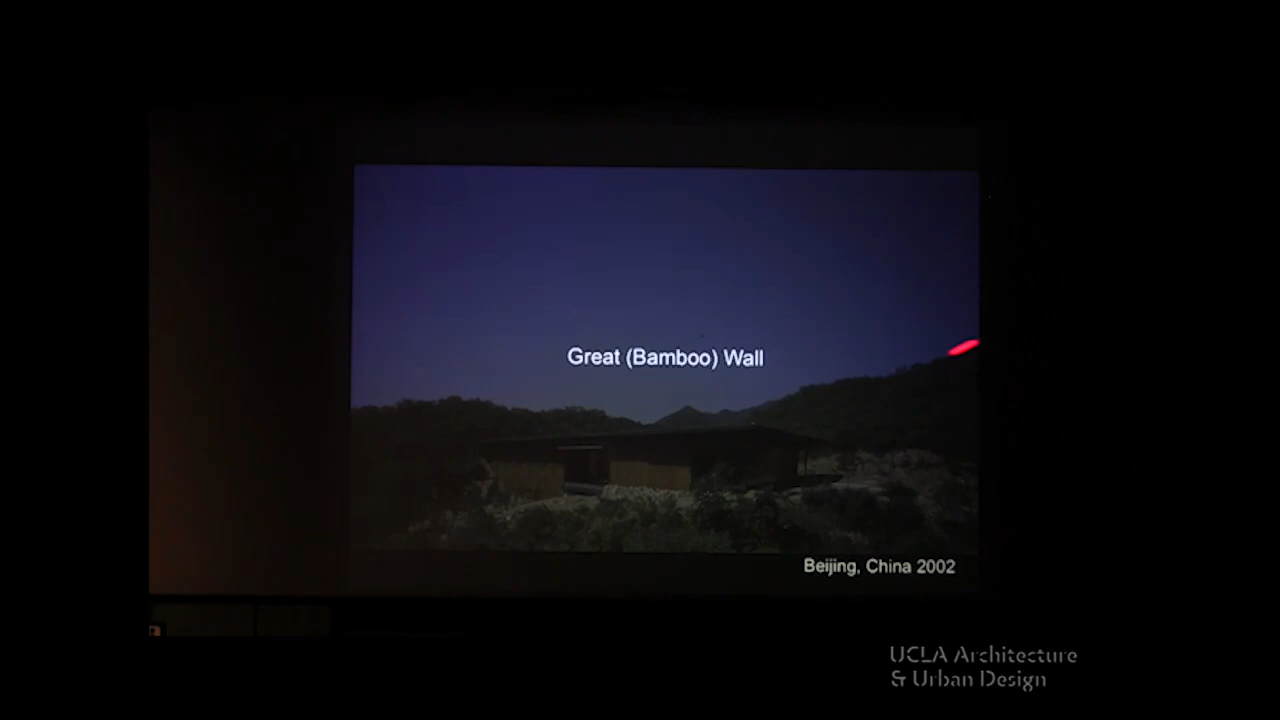 Great (Bamboo) Wall
Beijing, China 2002
UCLA Architecture
& Urban Design